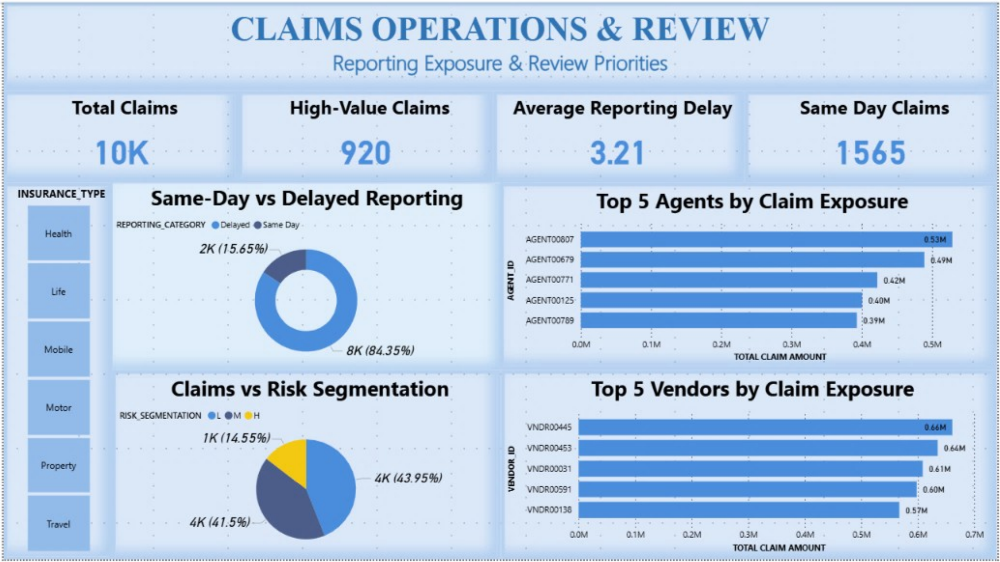 CLAIMS OPERATIONS & REVIEW
Reporting Exposure & Review Priorities
Total Claims
10K
High-Value Claims
920
Average Reporting Delay
3.21
Same Day Claims
1565
INSURANCE_TYPE
Health
Life
Mobile
Motor
Property
Travel
Same-Day vs Delayed Reporting
REPORTING_CATEGORY Delayed Same Day
2K (15.65%)
8K (84.35%)
Top 5 Agents by Claim Exposure
AGENT_ID
AGENT00807 0.53M
AGENT00679 0.49M
AGENT00771 0.42M
AGENT00125 0.40M
AGENT00789 0.39M
0.0M 0.1M 0.2M 0.3M 0.4M 0.5M
TOTAL CLAIM AMOUNT
Claims vs Risk Segmentation
RISK_SEGMENTATION L M H
1K (14.55%)
4K (43.95%)
4K (41.5%)
Top 5 Vendors by Claim Exposure
VENDOR_ID
VNDR00445 0.66M
VNDR00453 0.64M
VNDR00031 0.61M
VNDR00591 0.60M
VNDR00138 0.57M
0.0M 0.1M 0.2M 0.3M 0.4M 0.5M 0.6M 0.7M
TOTAL CLAIM AMOUNT